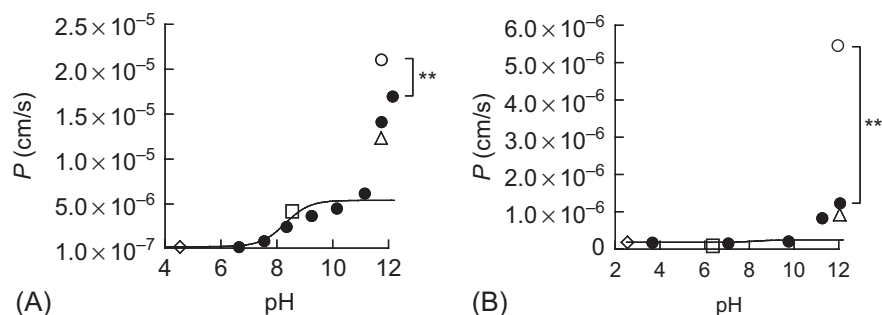 2.5 × 10⁻⁵
2.0 × 10⁻⁵
1.5 × 10⁻⁵
1.0 × 10⁻⁵
5.0 × 10⁻⁶
1.0 × 10⁻⁷
P (cm/s)
**
4 6 8 10 12
pH
(A)
6.0 × 10⁻⁶
5.0 × 10⁻⁶
4.0 × 10⁻⁶
3.0 × 10⁻⁶
2.0 × 10⁻⁶
1.0 × 10⁻⁶
0
P (cm/s)
**
2 4 6 8 10 12
pH
(B)